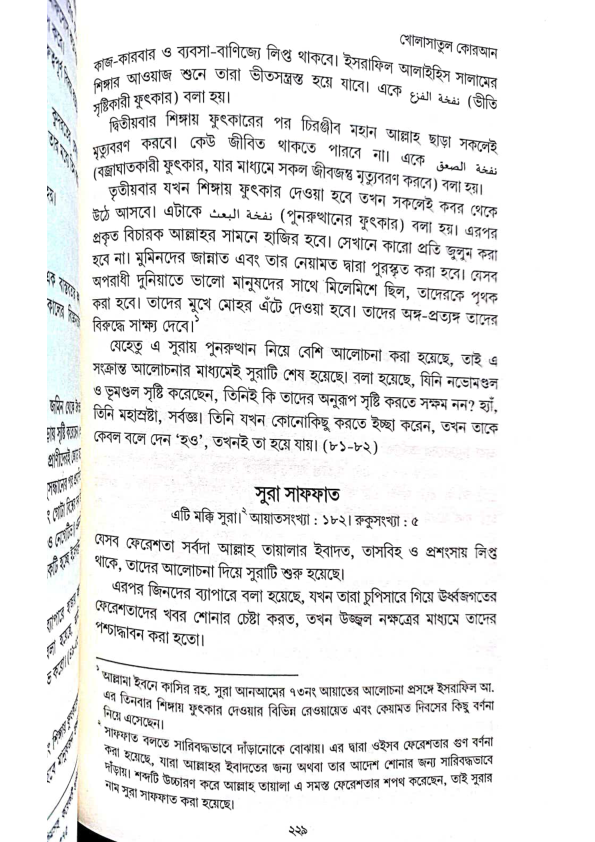 খোলাসাতুল কোরআন
কাজ-কারবার ও ব্যবসা-বাণিজ্যে লিপ্ত থাকবে। ইসরাফিল আলাইহিস সালামের
শিঙ্গার আওয়াজ শুনে তারা ভীতসন্ত্রস্ত হয়ে যাবে। একে نفخة الفزع (ভীতি
সৃষ্টিকারী ফুৎকার) বলা হয়।
দ্বিতীয়বার শিঙ্গায় ফুৎকারের পর চিরঞ্জীব মহান আল্লাহ ছাড়া সকলেই
মৃত্যুবরণ করবে। কেউ জীবিত থাকতে পারবে না। একে نفخة الصعق
(বজ্রাঘাতকারী ফুৎকার, যার মাধ্যমে সকল জীবজন্তু মৃত্যুবরণ করবে) বলা হয়।
তৃতীয়বার যখন শিঙ্গায় ফুৎকার দেওয়া হবে তখন সকলেই কবর থেকে
উঠে আসবে। এটাকে نفخة البعث (পুনরুত্থানের ফুৎকার) বলা হয়। এরপর
প্রকৃত বিচারক আল্লাহর সামনে হাজির হবে। সেখানে কারো প্রতি জুলুম করা
হবে না। মুমিনদের জান্নাত এবং তার নেয়ামত দ্বারা পুরস্কৃত করা হবে। যেসব
অপরাধী দুনিয়াতে ভালো মানুষদের সাথে মিলেমিশে ছিল, তাদেরকে পৃথক
করা হবে। তাদের মুখে মোহর এঁটে দেওয়া হবে। তাদের অঙ্গ-প্রত্যঙ্গ তাদের
বিরুদ্ধে সাক্ষ্য দেবে।১
যেহেতু এ সুরায় পুনরুত্থান নিয়ে বেশি আলোচনা করা হয়েছে, তাই এ
সংক্রান্ত আলোচনার মাধ্যমেই সুরাটি শেষ হয়েছে। বলা হয়েছে, যিনি নভোমণ্ডল
ও ভূমণ্ডল সৃষ্টি করেছেন, তিনিই কি তাদের অনুরূপ সৃষ্টি করতে সক্ষম নন? হ্যাঁ,
তিনি মহাস্রষ্টা, সর্বজ্ঞ। তিনি যখন কোনোকিছু করতে ইচ্ছা করেন, তখন তাকে
কেবল বলে দেন ‘হও’, তখনই তা হয়ে যায়। (৮১-৮২)
সুরা সাফফাত
এটি মক্কি সুরা।২ আয়াতসংখ্যা : ১৮২। রুকুসংখ্যা : ৫
যেসব ফেরেশতা সর্বদা আল্লাহ তায়ালার ইবাদত, তাসবিহ ও প্রশংসায় লিপ্ত
থাকে, তাদের আলোচনা দিয়ে সুরাটি শুরু হয়েছে।
এরপর জিনদের ব্যাপারে বলা হয়েছে, যখন তারা চুপিসারে গিয়ে ঊর্ধ্বজগতের
ফেরেশতাদের খবর শোনার চেষ্টা করত, তখন উজ্জ্বল নক্ষত্রের মাধ্যমে তাদের
পশ্চাদ্ধাবন করা হতো।
১ আল্লামা ইবনে কাসির রহ. সুরা আনআমের ৭৩নং আয়াতের আলোচনা প্রসঙ্গে ইসরাফিল আ.
এর তিনবার শিঙ্গায় ফুৎকার দেওয়ার বিভিন্ন রেওয়ায়েত এবং কেয়ামত দিবসের কিছু বর্ণনা
নিয়ে এসেছেন।
সাফফাত বলতে সারিবদ্ধভাবে দাঁড়ানোকে বোঝায়। এর দ্বারা ওইসব ফেরেশতার গুণ বর্ণনা
করা হয়েছে, যারা আল্লাহর ইবাদতের জন্য অথবা তার আদেশ শোনার জন্য সারিবদ্ধভাবে
দাঁড়ায়। শব্দটি উচ্চারণ করে আল্লাহ তায়ালা এ সমস্ত ফেরেশতার শপথ করেছেন, তাই সুরার
নাম সুরা সাফফাত করা হয়েছে।
২২৯